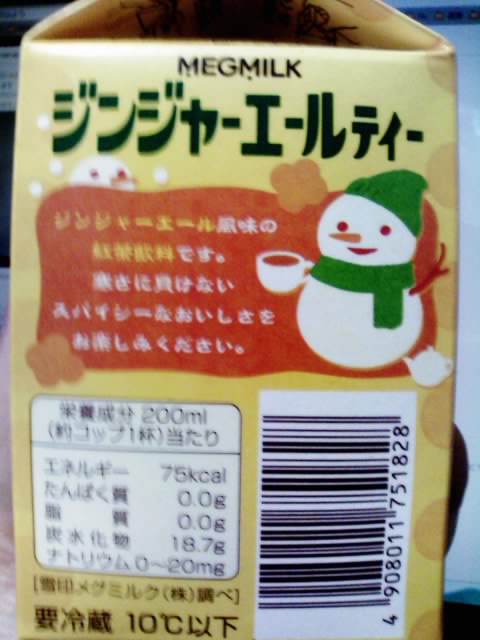 MEGMILK
ジンジャーエールティー
ジンジャーエール風味の
紅茶飲料です。
寒さに負けない
スパイシーなおいしさを
お楽しみください。
栄養成分 200ml
(約コップ1杯)当たり
エネルギー 75kcal
たんぱく質 0.0g
脂質 0.0g
炭水化物 18.7g
ナトリウム 0〜20mg
[雪印メグミルク(株)調べ]
要冷蔵 10℃以下
4 908011 751828